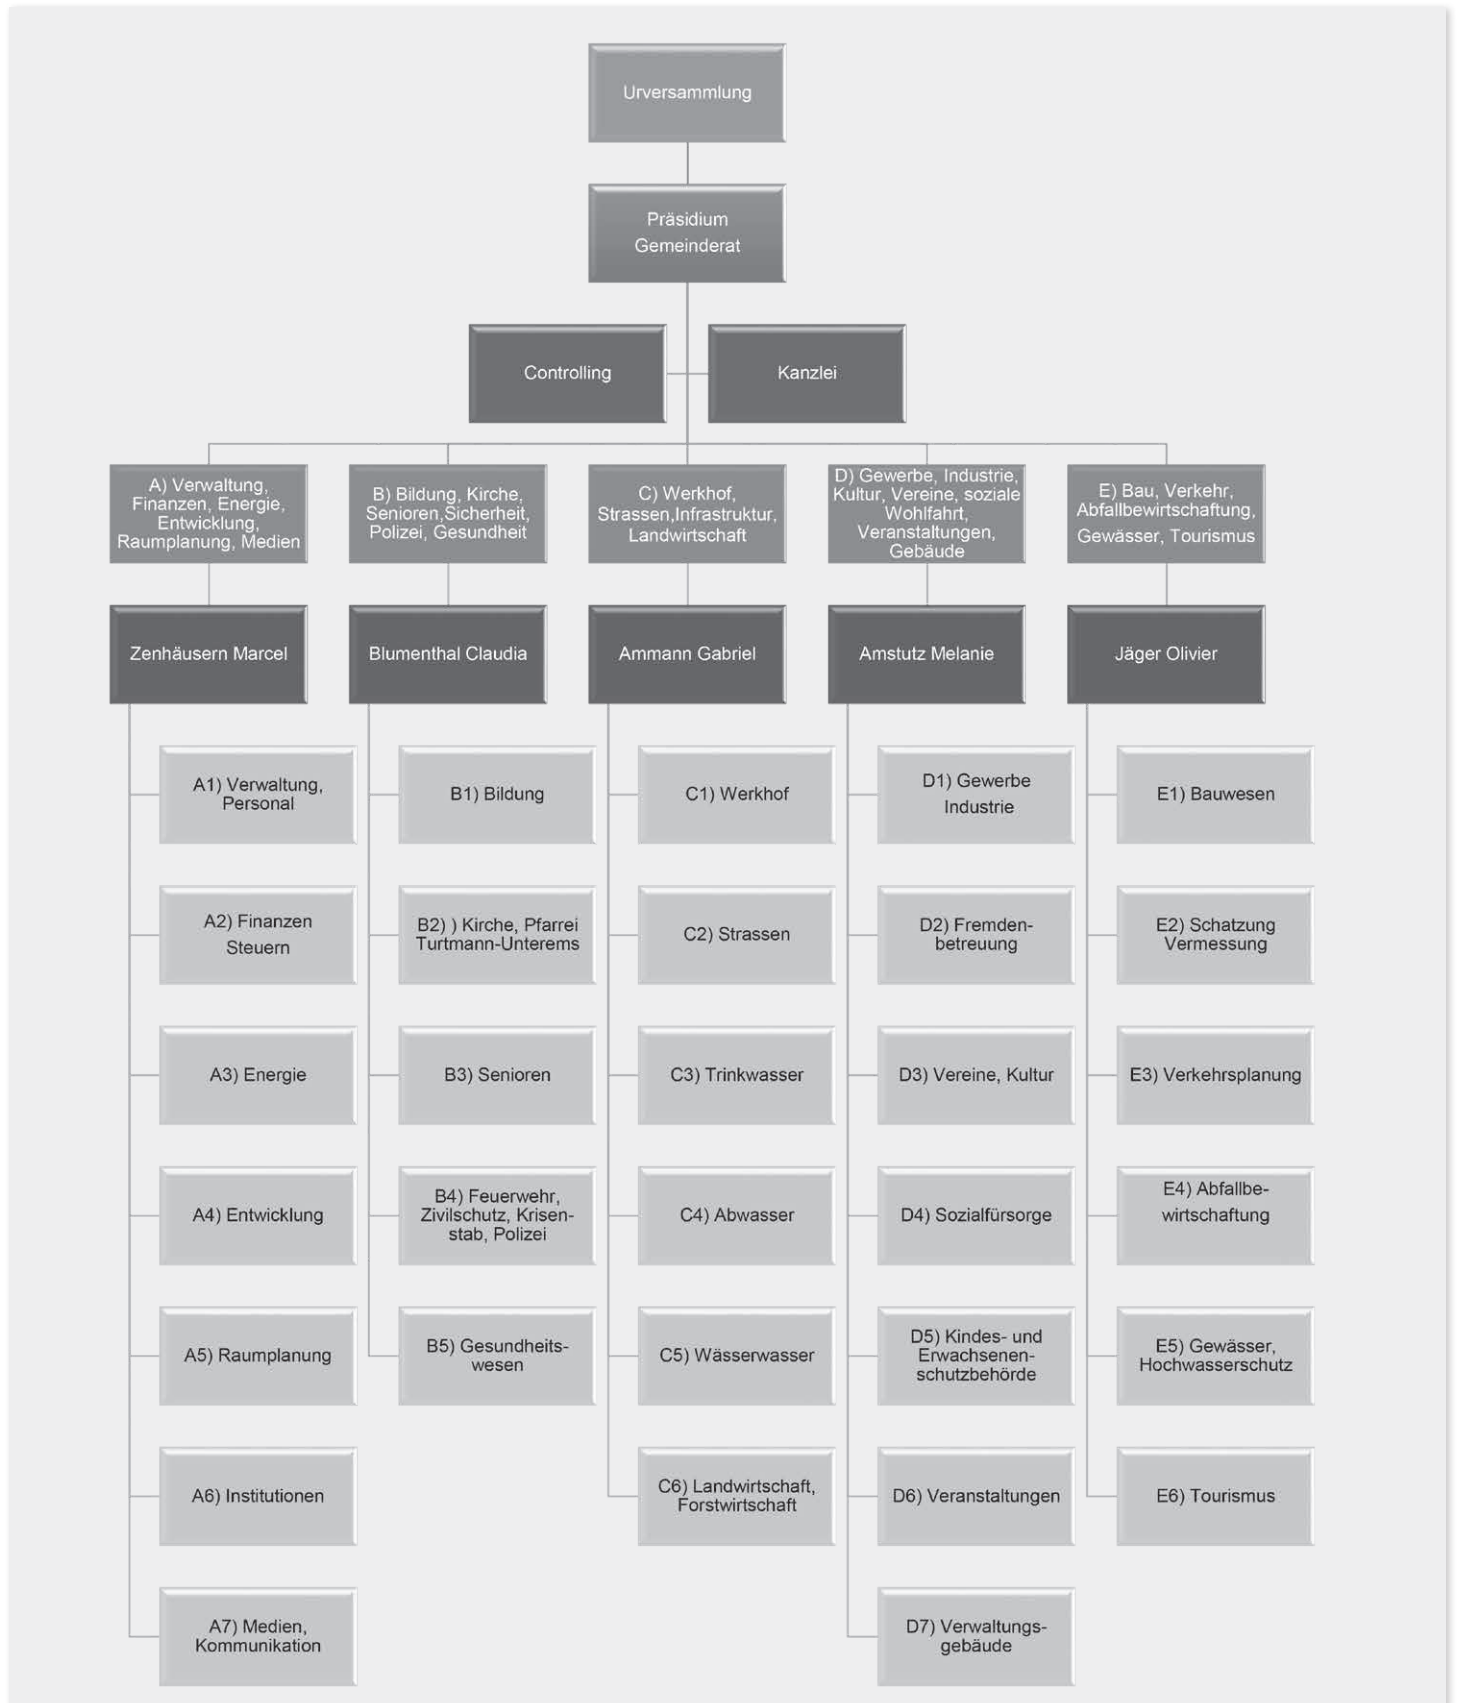 Urversammlung
Präsidium
Gemeinderat
Controlling
Kanzlei
A) Verwaltung,
Finanzen, Energie,
Entwicklung,
Raumplanung, Medien
B) Bildung, Kirche,
Senioren,Sicherheit,
Polizei, Gesundheit
C) Werkhof,
Strassen,Infrastruktur,
Landwirtschaft
D) Gewerbe, Industrie,
Kultur, Vereine, soziale
Wohlfahrt,
Veranstaltungen,
Gebäude
E) Bau, Verkehr,
Abfallbewirtschaftung,
Gewässer, Tourismus
Zenhäusern Marcel
Blumenthal Claudia
Ammann Gabriel
Amstutz Melanie
Jäger Olivier
A1) Verwaltung,
Personal
B1) Bildung
C1) Werkhof
D1) Gewerbe
Industrie
E1) Bauwesen
A2) Finanzen
Steuern
B2) ) Kirche, Pfarrei
Turtmann-Unterems
C2) Strassen
D2) Fremden-
betreuung
E2) Schatzung
Vermessung
A3) Energie
B3) Senioren
C3) Trinkwasser
D3) Vereine, Kultur
E3) Verkehrsplanung
A4) Entwicklung
B4) Feuerwehr,
Zivilschutz, Krisen-
stab, Polizei
C4) Abwasser
D4) Sozialfürsorge
E4) Abfallbe-
wirtschaftung
A5) Raumplanung
B5) Gesundheits-
wesen
C5) Wässerwasser
D5) Kindes- und
Erwachsenen-
schutzbehörde
E5) Gewässer,
Hochwasserschutz
A6) Institutionen
C6) Landwirtschaft,
Forstwirtschaft
D6) Veranstaltungen
E6) Tourismus
A7) Medien,
Kommunikation
D7) Verwaltungs-
gebäude